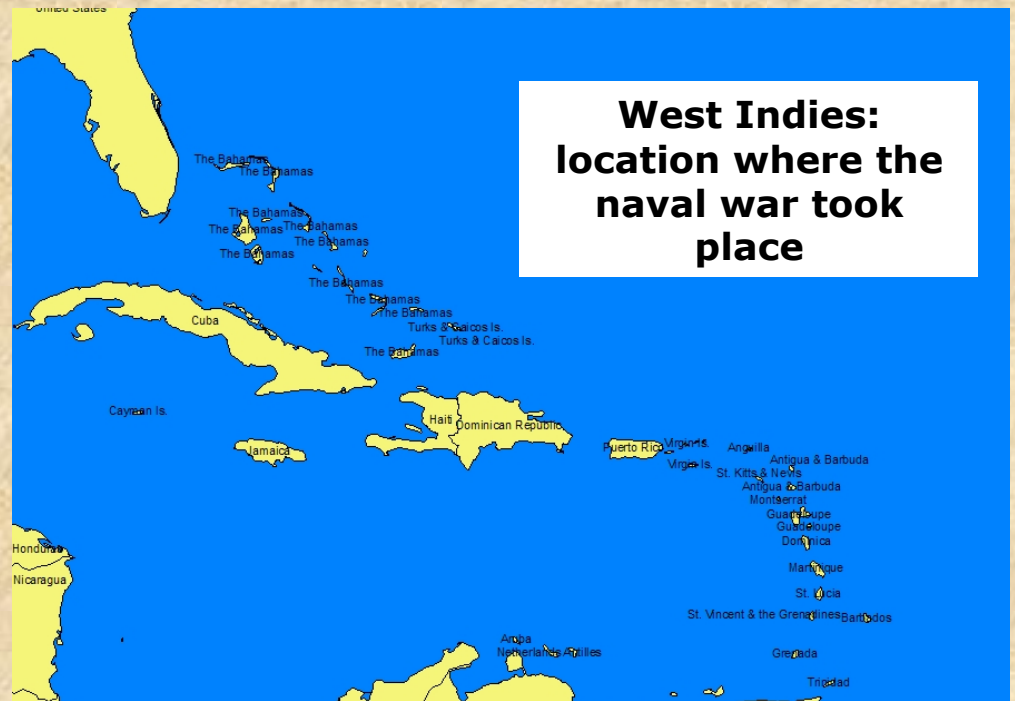 United States
West Indies:
location where the
naval war took
place
The Bahamas
The Bahamas
The Bahamas
The Bahamas
The Bahamas
The Bahamas
The Bahamas
The Bahamas
The Bahamas
The Bahamas
Cuba
Turks & Caicos Is.
Turks & Caicos Is.
The Bahamas
Cayman Is.
Haiti
Dominican Republic
Jamaica
Puerto Rico
Virgin Is.
Virgin Is.
Anguilla
Antigua & Barbuda
St. Kitts & Nevis
Antigua & Barbuda
Montserrat
Guadeloupe
Guadeloupe
Dominica
Honduras
Martinique
Nicaragua
St. Lucia
St. Vincent & the Grenadines
Barbados
Aruba
Netherlands Antilles
Grenada
Trinidad